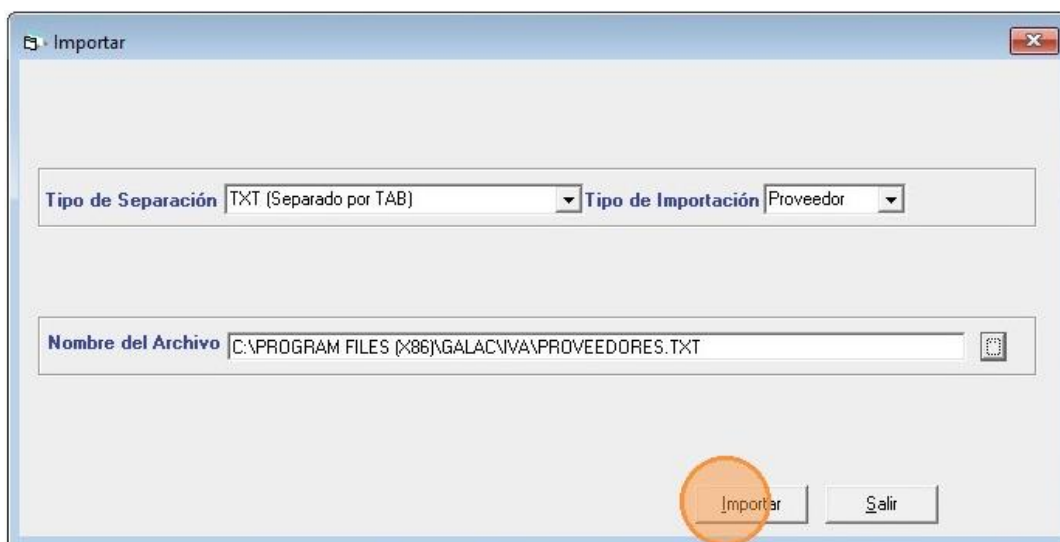 Importar
Tipo de Separación TXT (Separado por TAB) Tipo de Importación Proveedor
Nombre del Archivo C:\PROGRAM FILES (X86)\GALAC\IVA\PROVEEDORES.TXT
Importar Salir